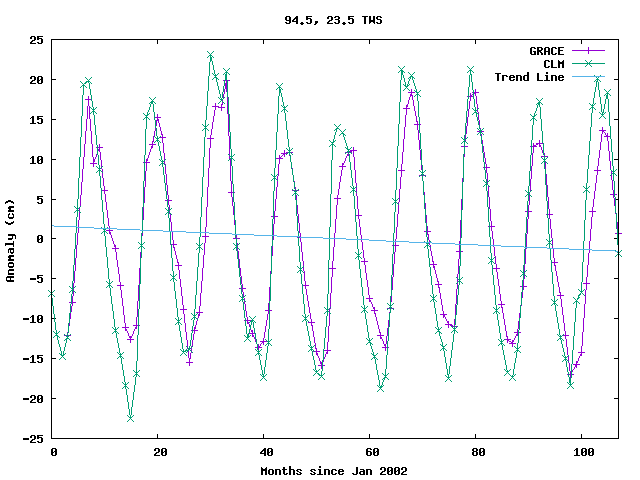 94.5, 23.5 TWS
GRACE
CLM
Trend Line
Anomaly (cm)
25
20
15
10
5
0
-5
-10
-15
-20
-25
0 20 40 60 80 100
Months since Jan 2002